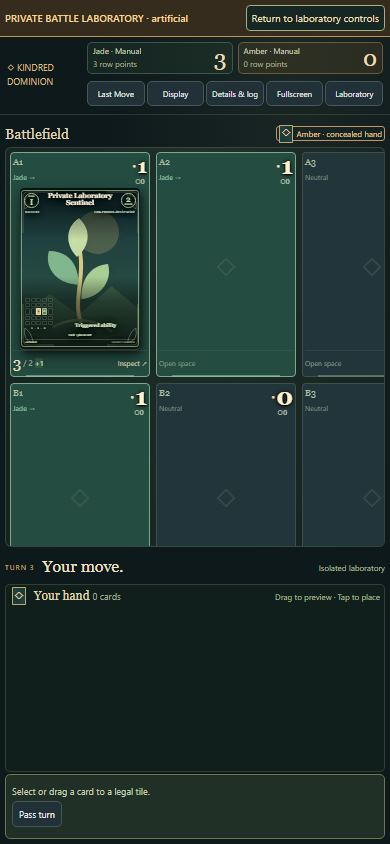 PRIVATE BATTLE LABORATORY · artificial
Return to laboratory controls
◇ KINDRED DOMINION
Jade · Manual
3 row points
3
Amber · Manual
0 row points
0
Last Move
Display
Details & log
Fullscreen
Laboratory
Battlefield
Amber · concealed hand
A1
Jade →
1
Private Laboratory
Sentinel
1
2
Triggered ability
3 / 2 +1
Inspect ↗
A2
Jade →
1
Open space
A3
Neutral
Open space
B1
Jade →
1
B2
Neutral
0
B3
Neutral
TURN 3
Your move.
Isolated laboratory
Your hand 0 cards
Drag to preview · Tap to place
Select or drag a card to a legal tile.
Pass turn